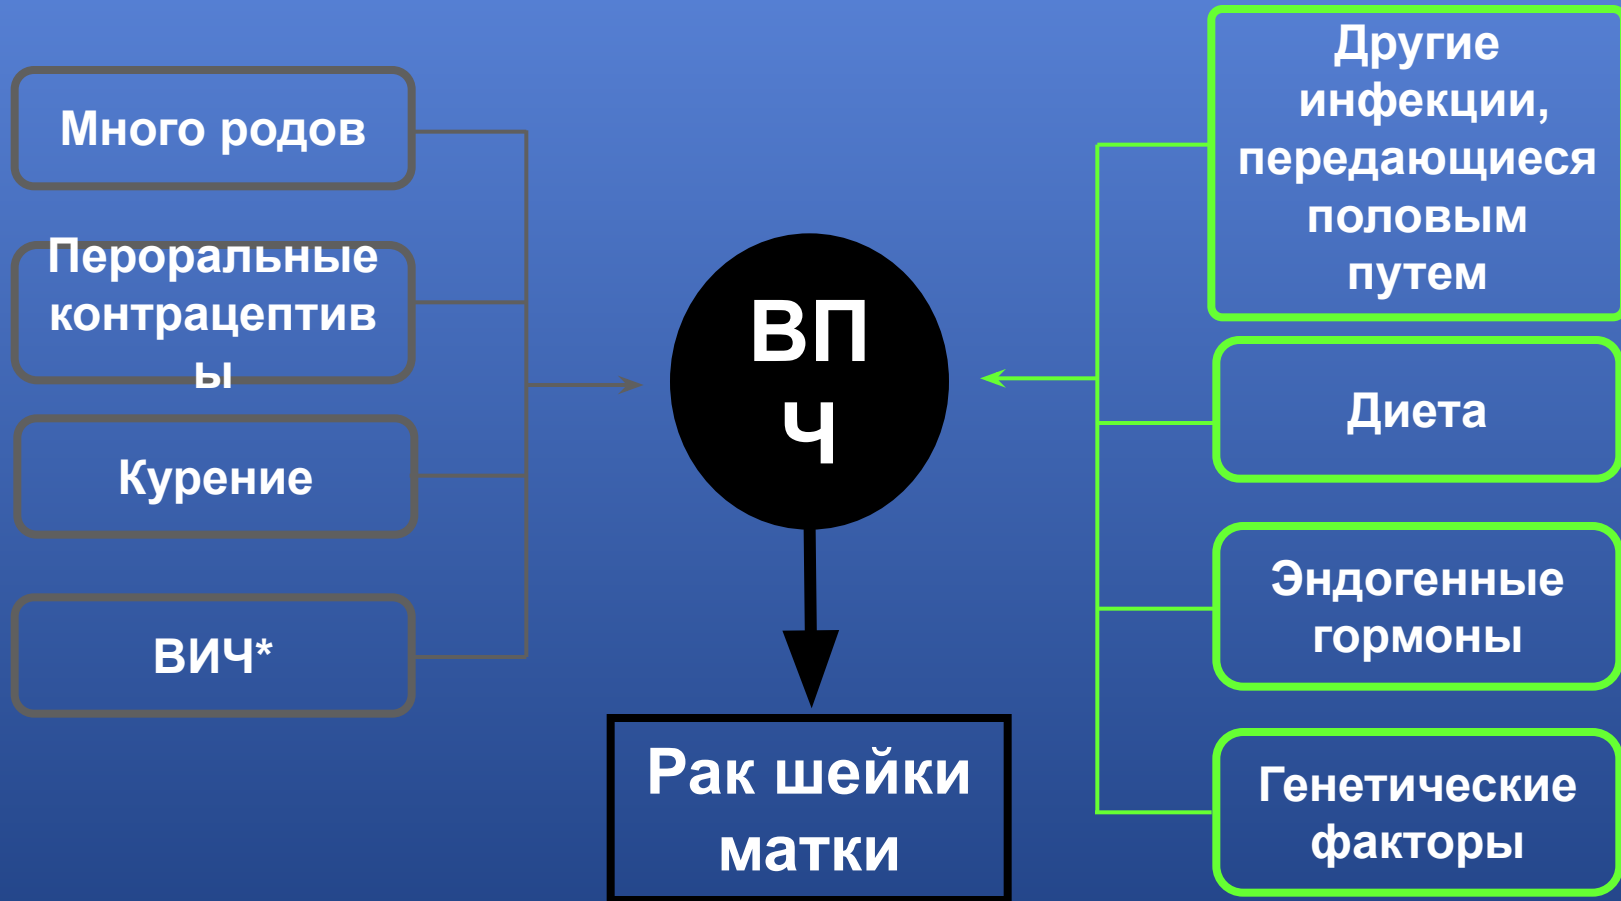 Много родов
Пероральные
контрацептив
ы
Курение
ВИЧ*
ВП
Ч
Рак шейки
матки
Другие
инфекции,
передающиеся
половым
путем
Диета
Эндогенные
гормоны
Генетические
факторы